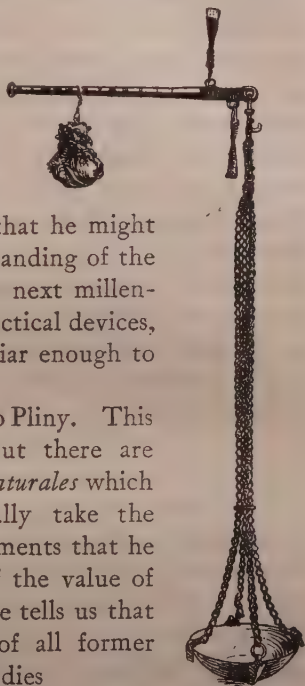 that he might
anding of the
next millen-
ctical devices,
iar enough to
o Pliny. This
ut there are
aturales which
lly take the
ments that he
the value of
e tells us that
of all former
dies